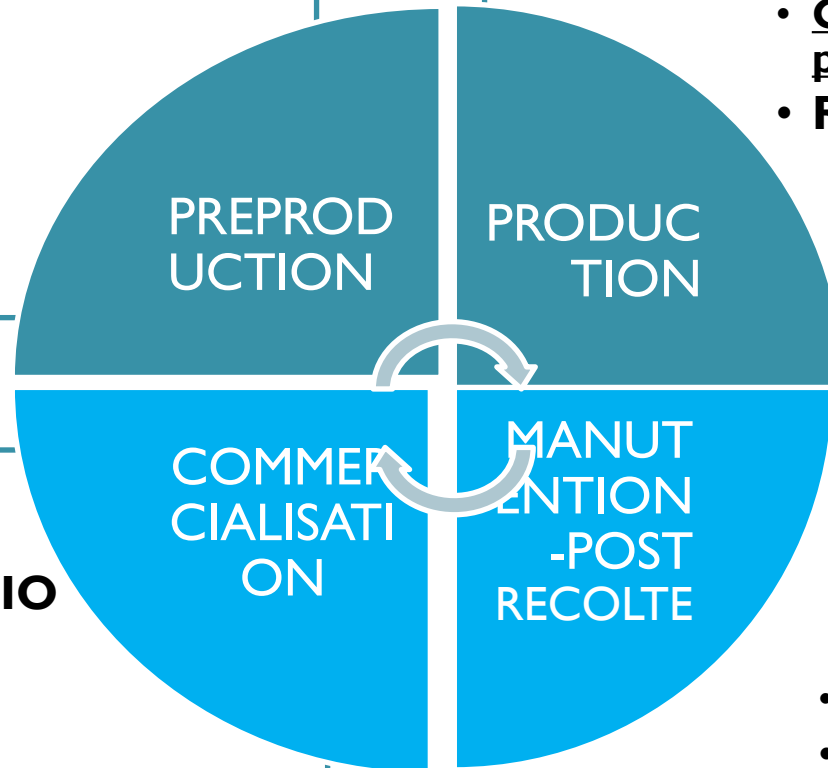 PREPROD
UCTION
PRODUC
TION
COMMER
CIALISATI
ON
MANUT
ENTION
-POST
RECOLTE
IO